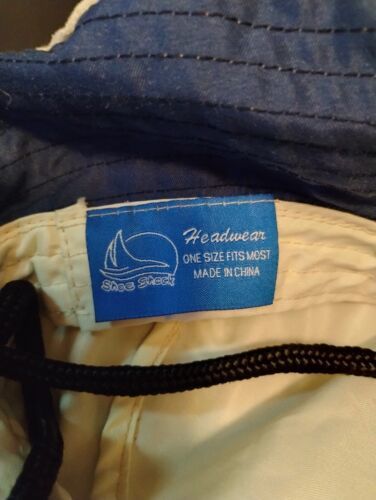 Headwear
ONE SIZE FITS MOST
MADE IN CHINA
Shoe Shack